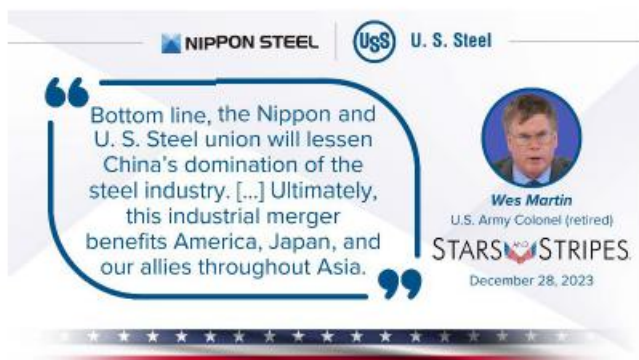 NIPPON STEEL
USS U. S. Steel
Bottom line, the Nippon and
U. S. Steel union will lessen
China's domination of the
steel industry. [...] Ultimately,
this industrial merger
benefits America, Japan, and
our allies throughout Asia.
Wes Martin
U.S. Army Colonel (retired)
STARS AND STRIPES.
December 28, 2023